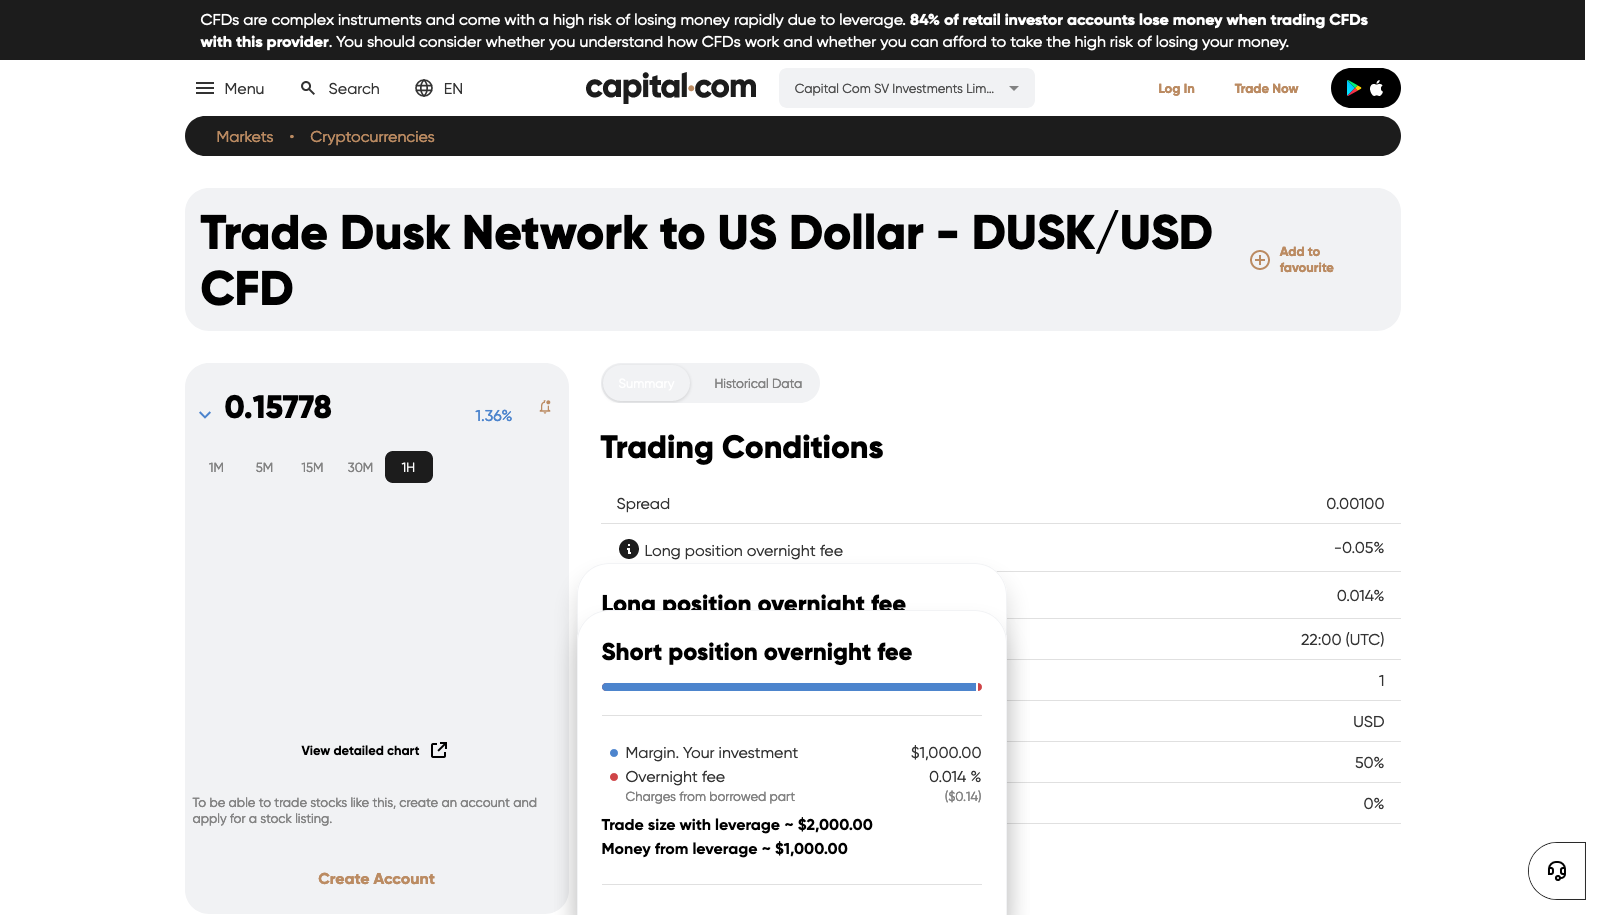 CFDs are complex instruments and come with a high risk of losing money rapidly due to leverage. 84% of retail investor accounts lose money when trading CFDs
with this provider. You should consider whether you understand how CFDs work and whether you can afford to take the high risk of losing your money.
Menu
Search
EN
capital.com
Capital Com SV Investments Lim...
Log In
Trade Now
Markets
Cryptocurrencies
Trade Dusk Network to US Dollar - DUSK/USD
CFD
Add to
favourite
0.15778
1.36%
1M
5M
15M
30M
1H
View detailed chart
To be able to trade stocks like this, create an account and
apply for a stock listing.
Create Account
Summary
Historical Data
Trading Conditions
Spread
0.00100
Long position overnight fee
-0.05%
Long position overnight fee
0.014%
22:00 (UTC)
1
USD
50%
0%
Short position overnight fee
Margin. Your investment
$1,000.00
Overnight fee
0.014 %
Charges from borrowed part
($0.14)
Trade size with leverage ~ $2,000.00
Money from leverage ~ $1,000.00